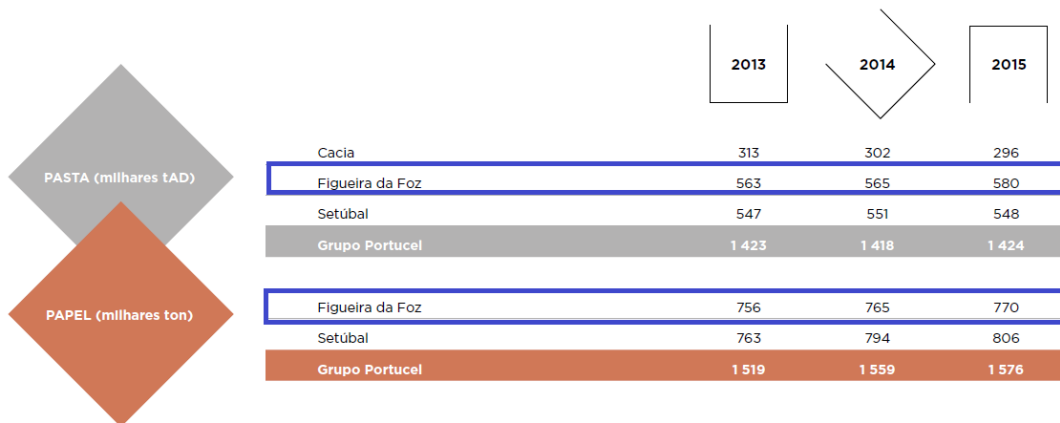 2013 2014 2015
PASTA (milhares tAD)
Cacia 313 302 296
Figueira da Foz 563 565 580
Setúbal 547 551 548
Grupo Portucel 1 423 1 418 1 424
PAPEL (milhares ton)
Figueira da Foz 756 765 770
Setúbal 763 794 806
Grupo Portucel 1 519 1 559 1 576